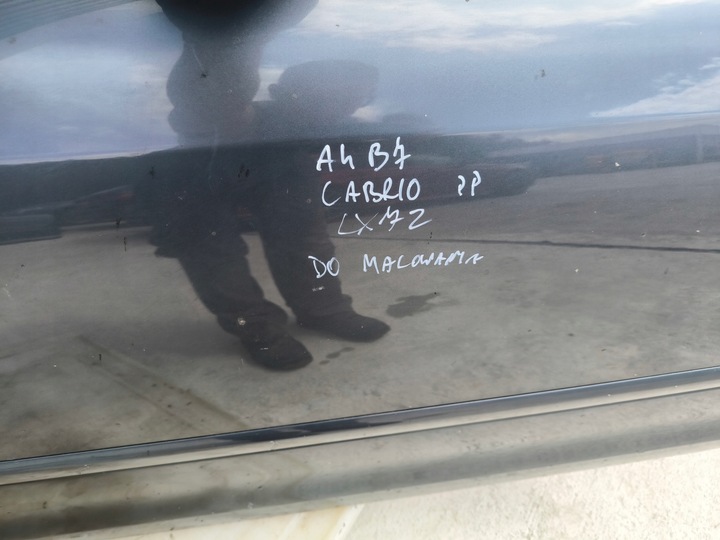 A4 B7
CABRIO PP
LX7Z
DO MALOWANIA